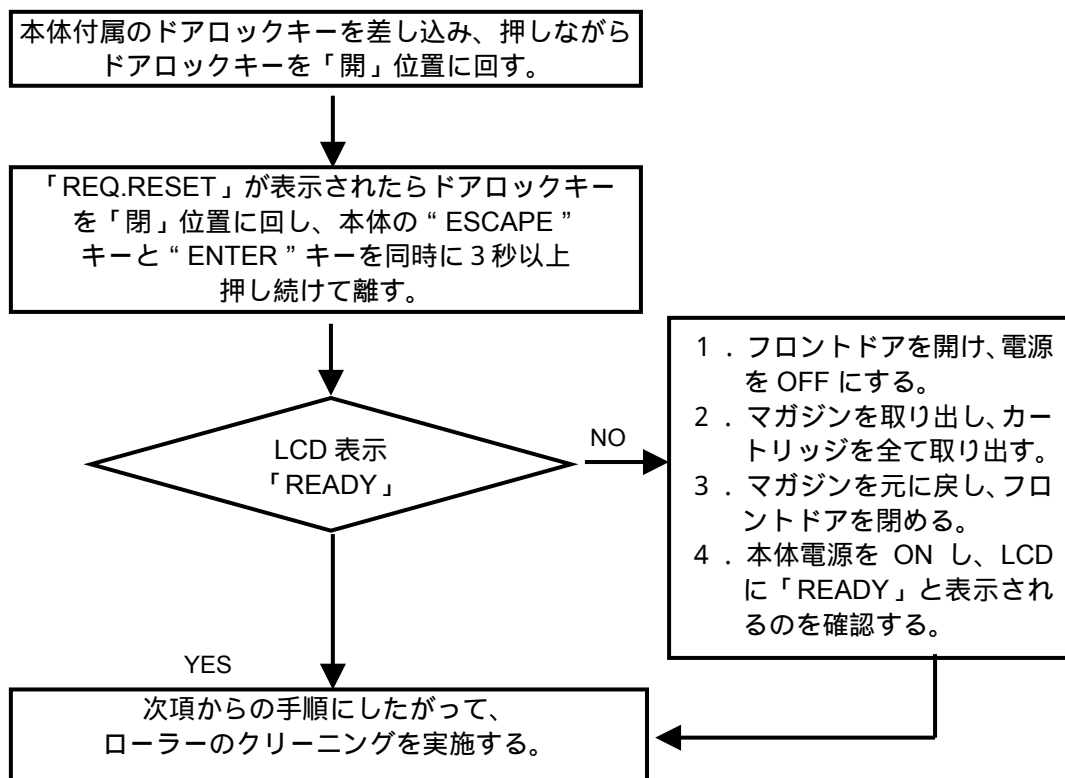 本体付属のドアロックキーを差し込み、押しながら
ドアロックキーを「開」位置に回す。
「REQ.RESET」が表示されたらドアロックキー
を「閉」位置に回し、本体の“ESCAPE”
キーと“ENTER”キーを同時に3秒以上
押し続けて離す。
LCD 表示
「READY」
NO
1．フロントドアを開け、電源
を OFF にする。
2．マガジンを取り出し、カー
トリッジを全て取り出す。
3．マガジンを元に戻し、フロ
ントドアを閉める。
4．本体電源を ON し、LCD
に「READY」と表示され
るのを確認する。
YES
次項からの手順にしたがって、
ローラーのクリーニングを実施する。